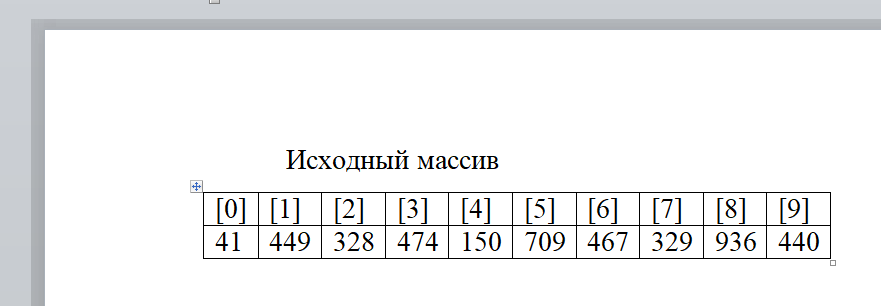 Исходный массив
[0] [1] [2] [3] [4] [5] [6] [7] [8] [9]
41 449 328 474 150 709 467 329 936 440